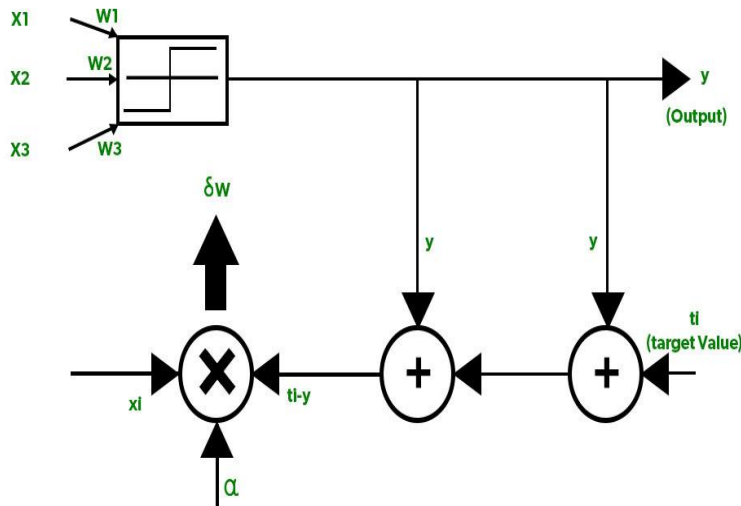 X1
W1
X2
W2
X3
W3
y
(Output)
δw
y
y
ti
(target Value)
xi
ti-y
+
+
α